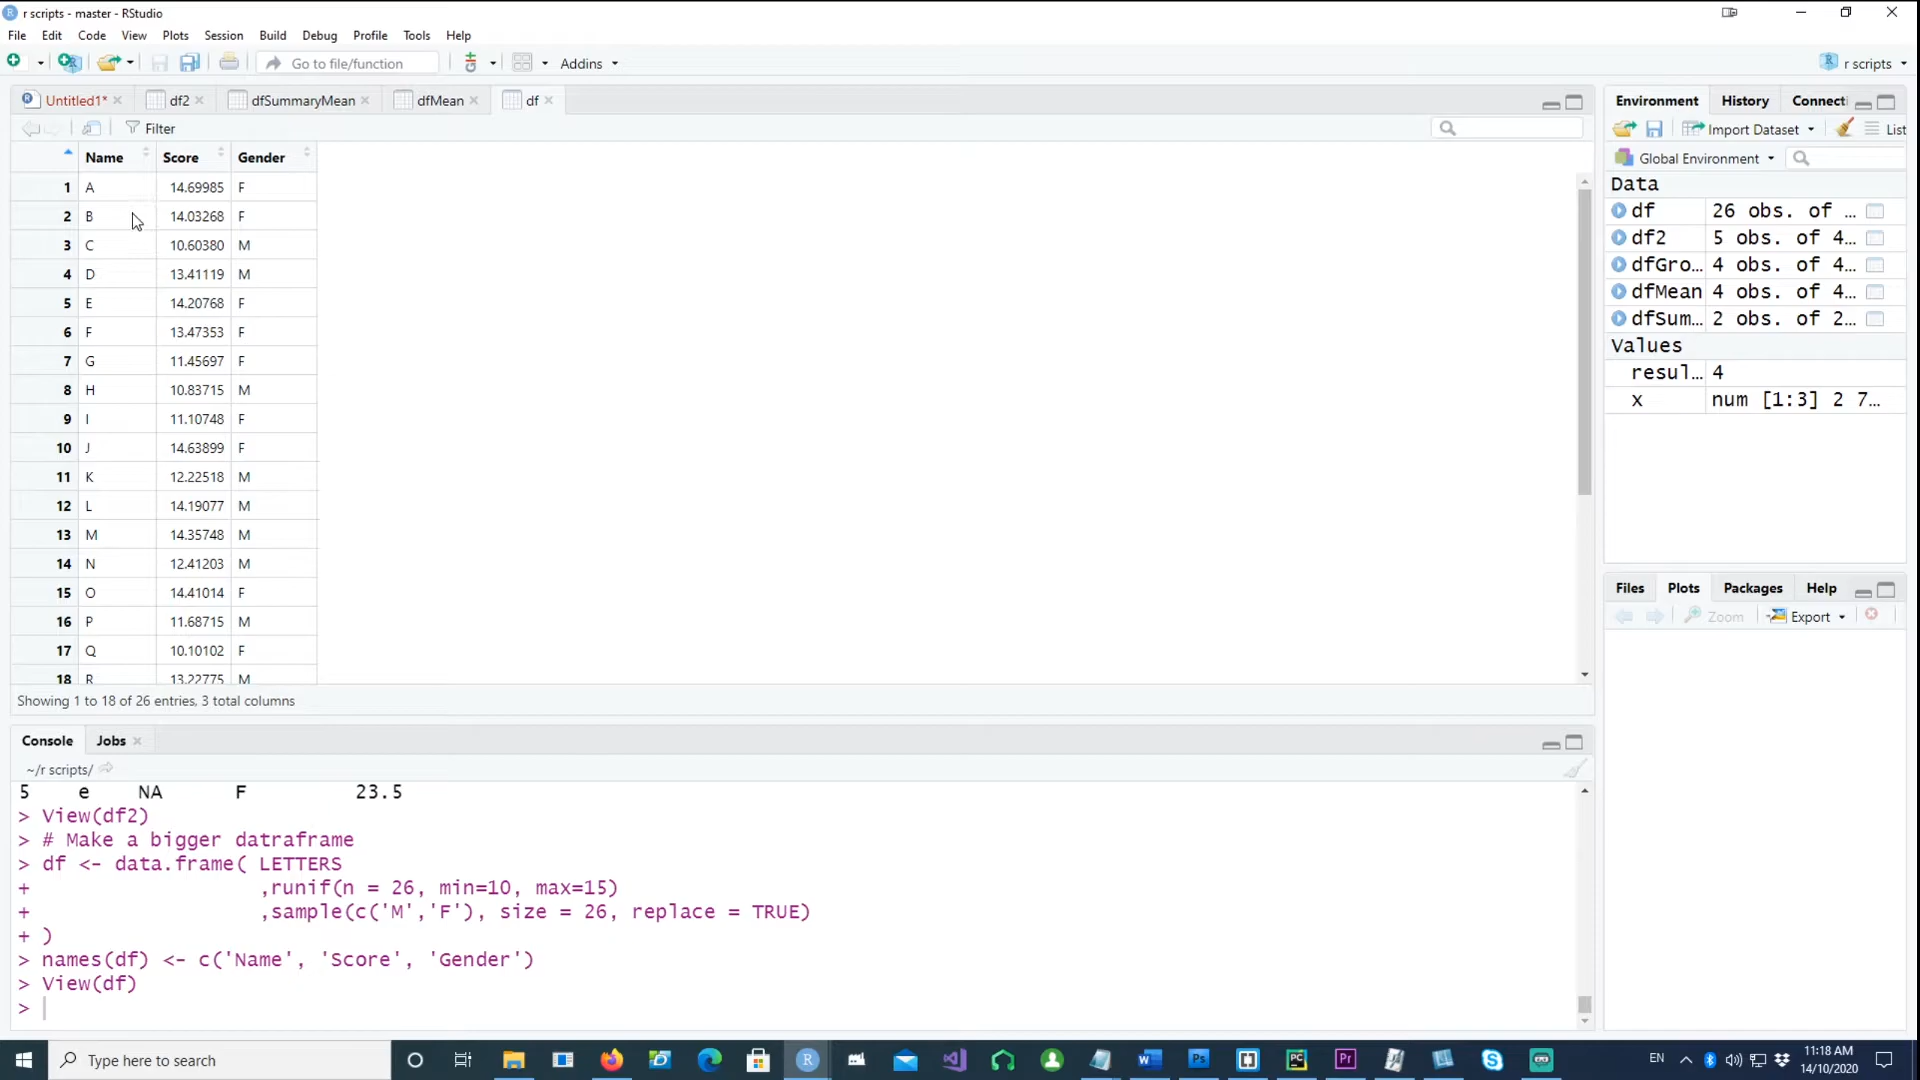 r scripts - master - RStudio
File Edit Code View Plots Session Build Debug Profile Tools Help
Go to file/function Addins r scripts
Untitled1* df2 dfSummaryMean dfMean df
Filter
Name Score Gender
1 A 14.69985 F
2 B 14.03268 F
3 C 10.60380 M
4 D 13.41119 M
5 E 14.20768 F
6 F 13.47353 F
7 G 11.45697 F
8 H 10.83715 M
9 I 11.10748 F
10 J 14.63899 F
11 K 12.22518 M
12 L 14.19077 M
13 M 14.35748 M
14 N 12.41203 M
15 O 14.41014 F
16 P 11.68715 M
17 Q 10.10102 F
18 R 13.22775 M
Showing 1 to 18 of 26 entries, 3 total columns
Console Jobs
~/r scripts/
5 e NA F 23.5
> View(df2)
> # Make a bigger datraframe
> df <- data.frame( LETTERS
+ ,runif(n = 26, min=10, max=15)
+ ,sample(c('M','F'), size = 26, replace = TRUE)
+ )
> names(df) <- c('Name', 'Score', 'Gender')
> View(df)
>
Environment History Connecti
Import Dataset List
Global Environment
Data
df 26 obs. of ...
df2 5 obs. of 4...
dfGro... 4 obs. of 4...
dfMean 4 obs. of 4...
dfSum... 2 obs. of 2...
Values
resul... 4
x num [1:3] 2 7...
Files Plots Packages Help
Zoom Export
Type here to search
EN
11:18 AM
14/10/2020